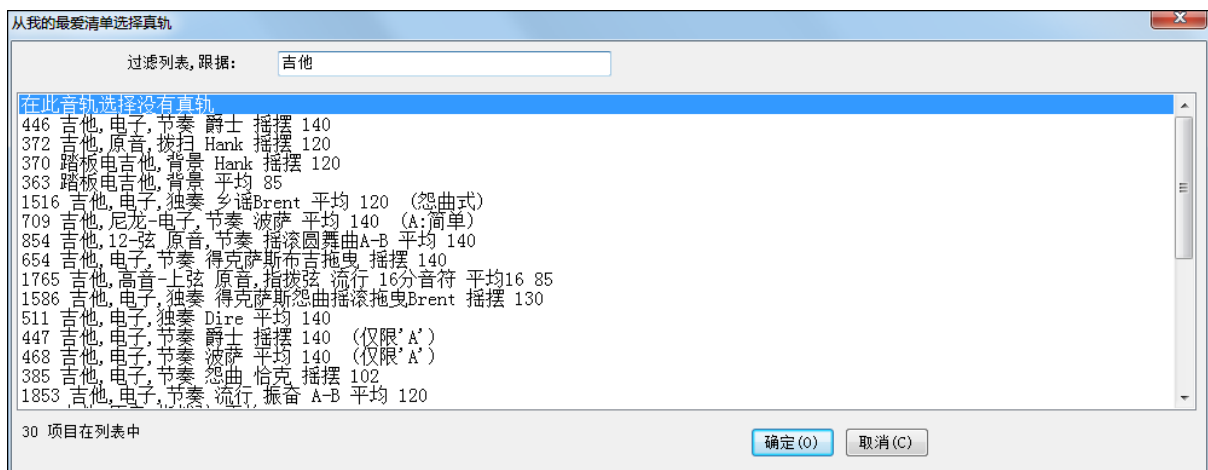 从我的最爱清单选择真轨
过滤列表,跟据: 吉他
在此音轨选择没有真轨
446 吉他,电子,节奏 爵士 摇摆 140
372 吉他,原音,拨扫 Hank 摇摆 120
370 踏板电吉他,背景 Hank 摇摆 120
363 踏板电吉他,背景 平均 85
1516 吉他,电子,独奏 乡谣Brent 平均 120 (怨曲式)
709 吉他,尼龙-电子,节奏 波萨 平均 140 (A:简单)
854 吉他,12-弦 原音,节奏 摇滚圆舞曲A-B 平均 140
654 吉他,电子,节奏 得克萨斯布吉拖曳 摇摆 140
1765 吉他,高音-上弦 原音,指拨弦 流行 16分音符 平均16 85
1586 吉他,电子,独奏 得克萨斯怨曲摇滚拖曳Brent 摇摆 130
511 吉他,电子,独奏 Dire 平均 140
447 吉他,电子,节奏 爵士 摇摆 140 (仅限'A')
468 吉他,电子,节奏 波萨 平均 140 (仅限'A')
385 吉他,电子,节奏 怨曲 恰克 摇摆 102
1853 吉他,电子,节奏 流行 振奋 A-B 平均 120
30 项目在列表中
确定(O) 取消(C)